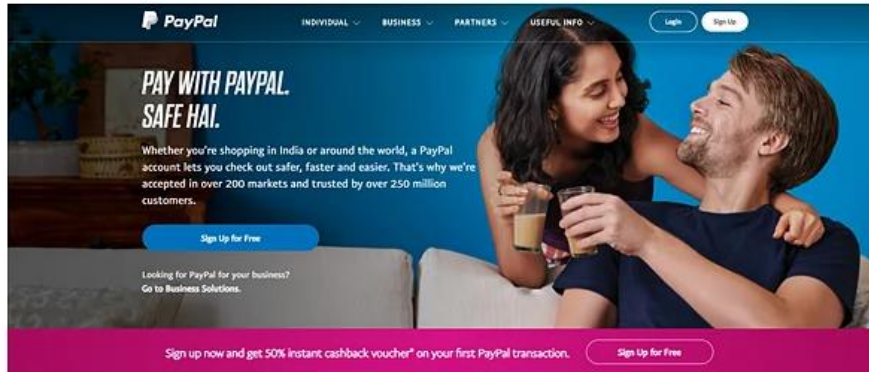 PayPal
INDIVIDUAL
BUSINESS
PARTNERS
USEFUL INFO
Login
Sign Up
PAY WITH PAYPAL.
SAFE HAI.
Whether you're shopping in India or around the world, a PayPal
account lets you check out safer, faster and easier. That's why we're
accepted in over 200 markets and trusted by over 250 million
customers.
Sign Up for Free
Looking for PayPal for your business?
Go to Business Solutions.
Sign up now and get 50% instant cashback voucher* on your first PayPal transaction.
Sign Up for Free